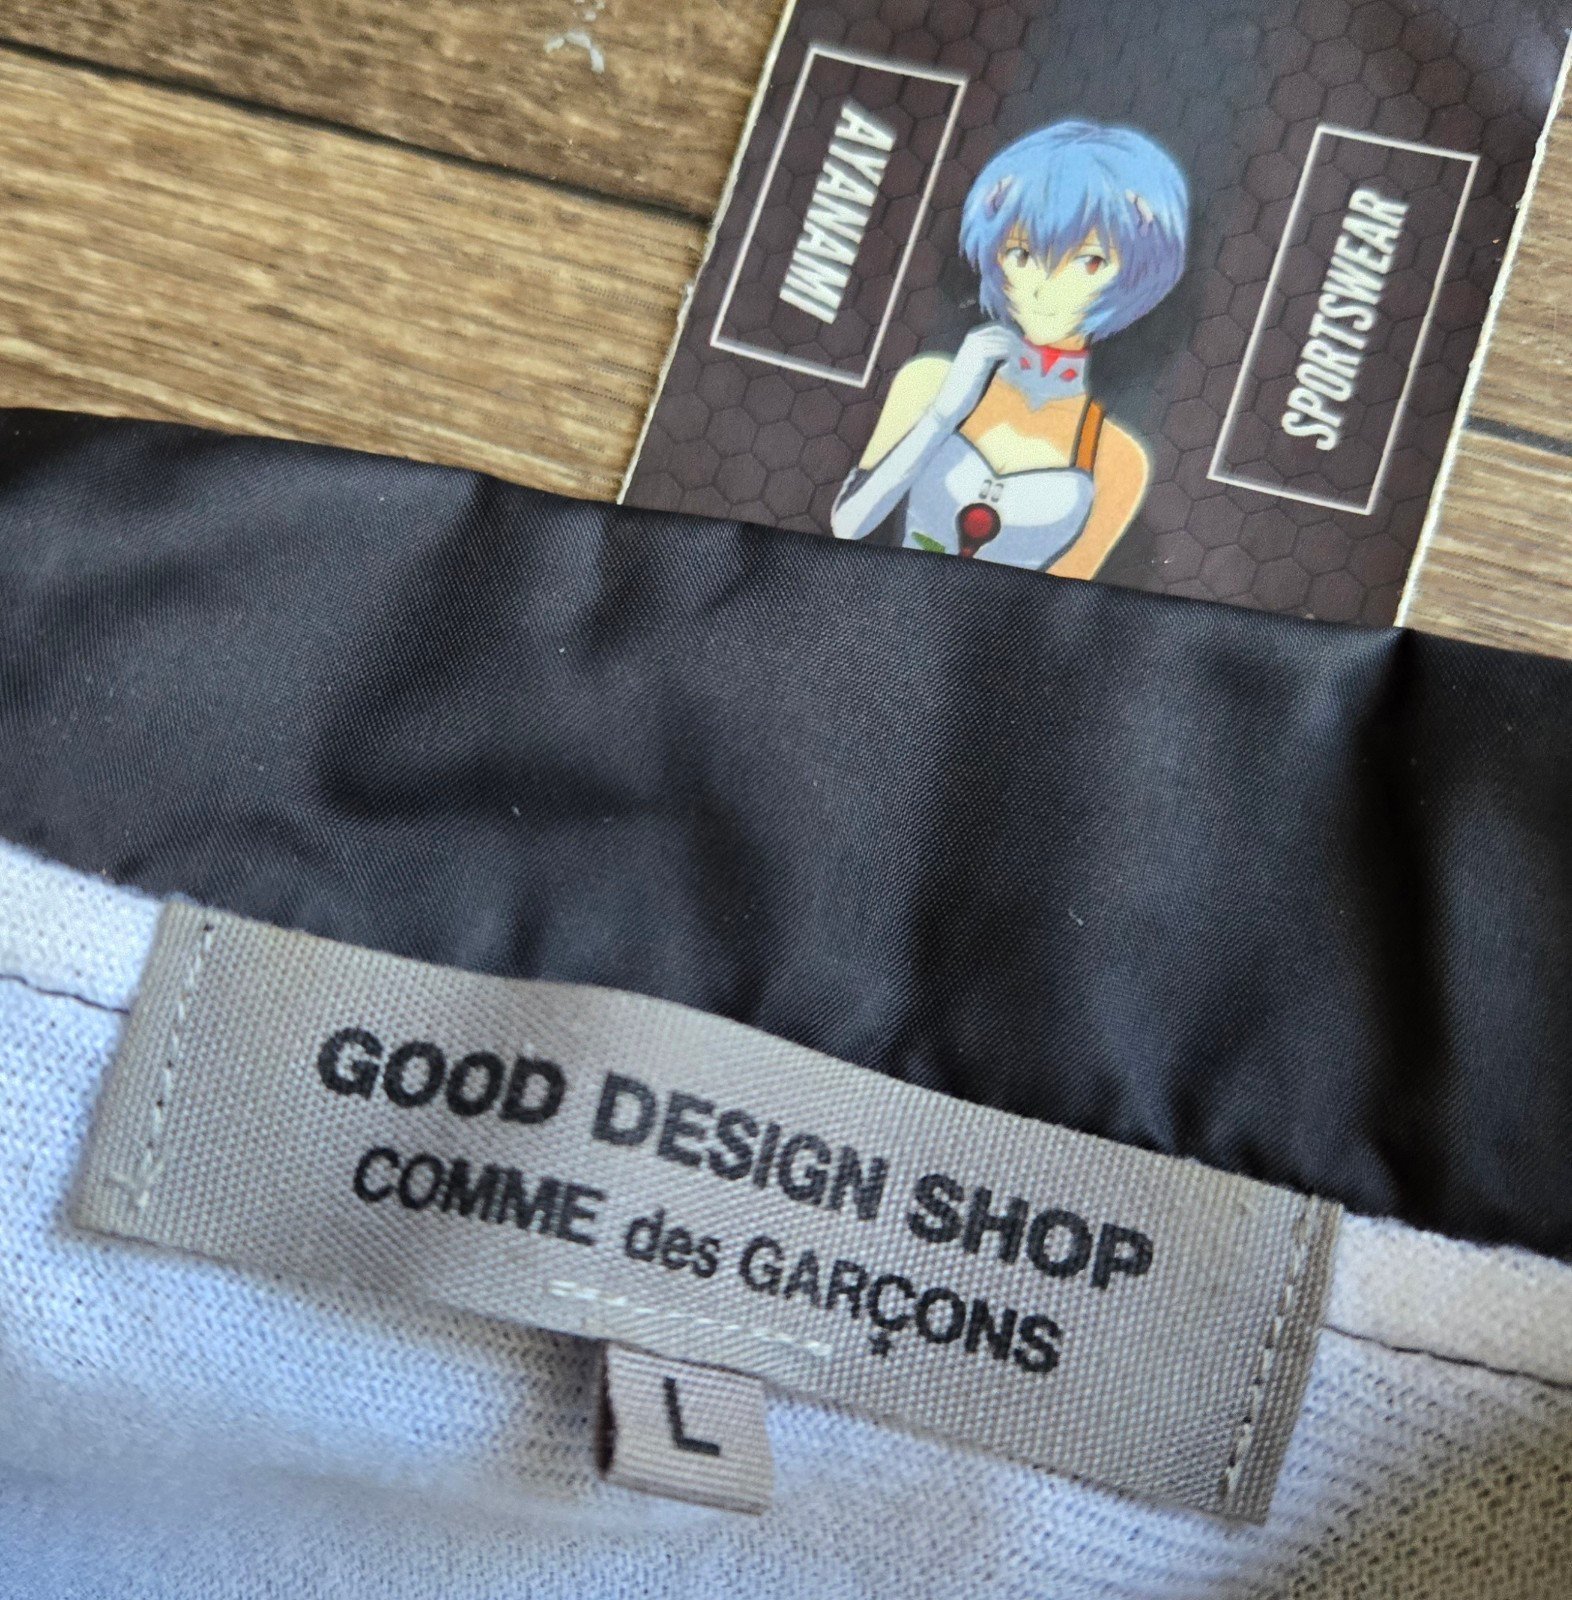 AYANAMI
SPORTSWEAR
GOOD DESIGN SHOP
COMME des GARÇONS
L